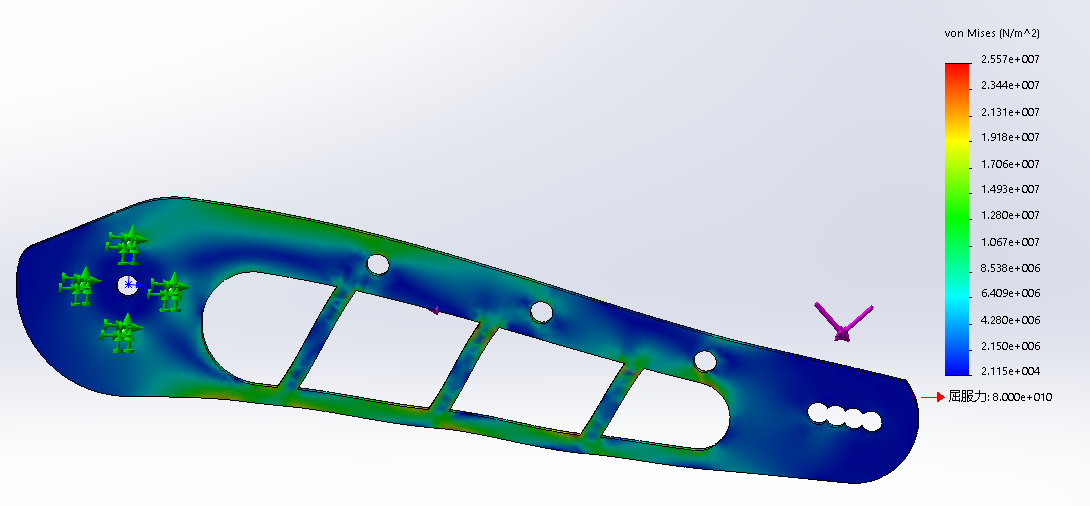 von Mises (N/m^2)
2.557e+007
2.344e+007
2.131e+007
1.918e+007
1.706e+007
1.493e+007
1.280e+007
1.067e+007
8.538e+006
6.409e+006
4.280e+006
2.150e+006
2.115e+004
屈服力: 8.000e+010